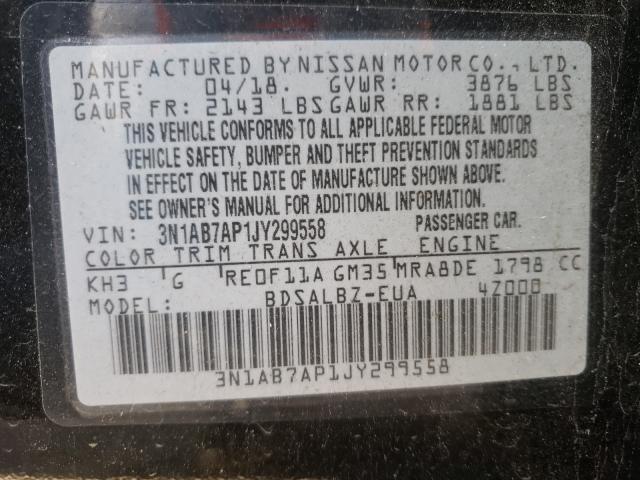 MANUFACTURED BY NISSAN MOTOR CO., LTD.
DATE: 04/18. GVWR: 3876 LBS
GAWR FR: 2143 LBS GAWR RR: 1881 LBS
THIS VEHICLE CONFORMS TO ALL APPLICABLE FEDERAL MOTOR
VEHICLE SAFETY, BUMPER AND THEFT PREVENTION STANDARDS
IN EFFECT ON THE DATE OF MANUFACTURE SHOWN ABOVE.
SEE OWNER'S MANUAL FOR ADDITIONAL INFORMATION.
VIN: 3N1AB7AP1JY299558 PASSENGER CAR.
COLOR TRIM TRANS AXLE ENGINE
KH3 G RE0F11A GM35 MRA8DE 1798 CC
MODEL: BDSALBZ-EUA 4Z000
3N1AB7AP1JY299558